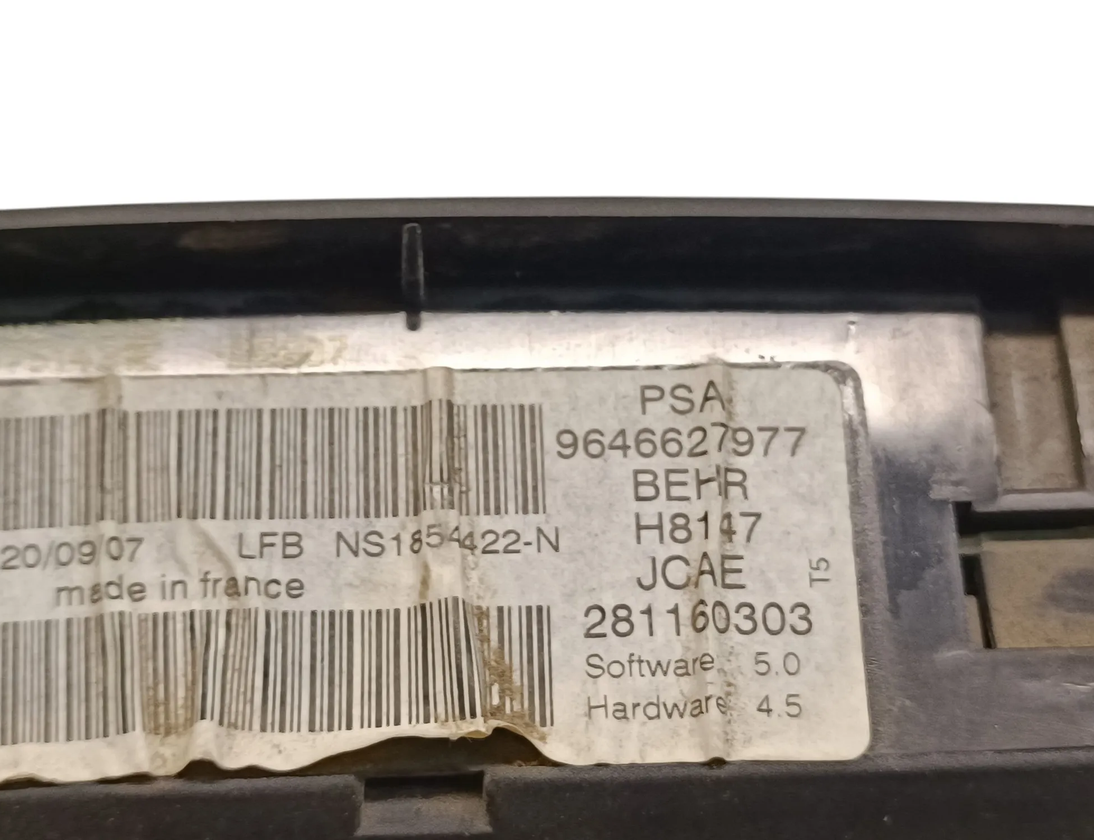 PSA
9646627977
BEHR
H8147
JCAE
281160303
Software 5.0
Hardware 4.5
T5
20/09/07 LFB NS1854422-N
made in france